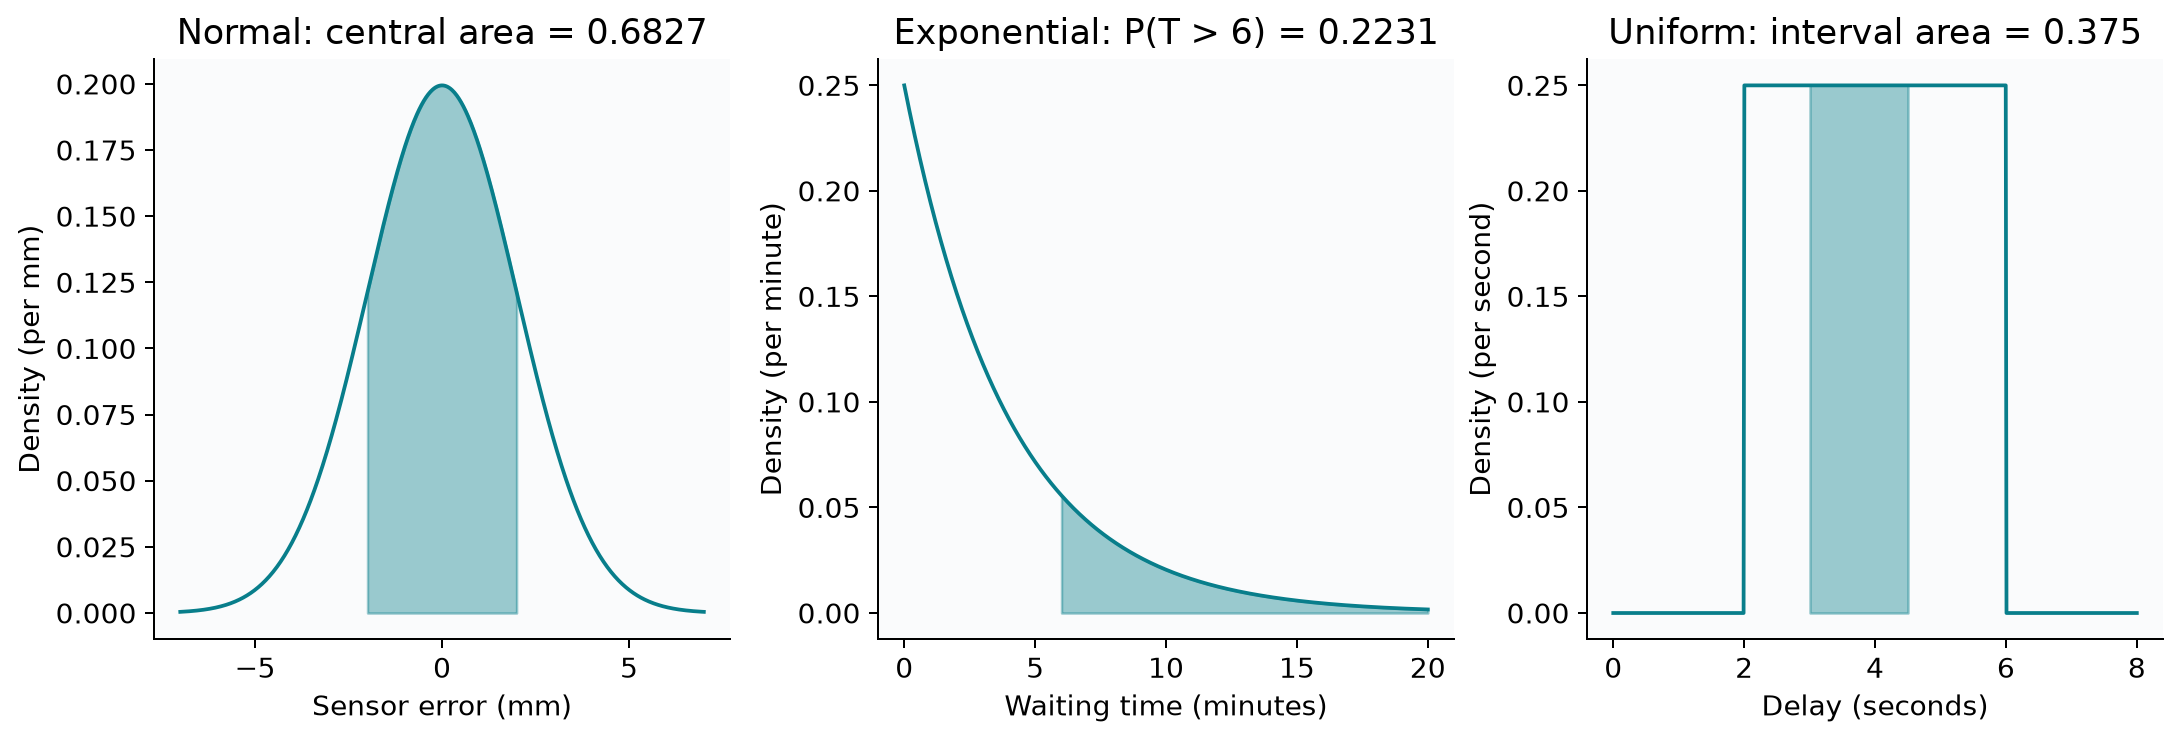 Normal: central area = 0.6827
Density (per mm)
0.200
0.175
0.150
0.125
0.100
0.075
0.050
0.025
0.000
−5 0 5
Sensor error (mm)
Exponential: P(T > 6) = 0.2231
Density (per minute)
0.25
0.20
0.15
0.10
0.05
0.00
0 5 10 15 20
Waiting time (minutes)
Uniform: interval area = 0.375
Density (per second)
0.25
0.20
0.15
0.10
0.05
0.00
0 2 4 6 8
Delay (seconds)